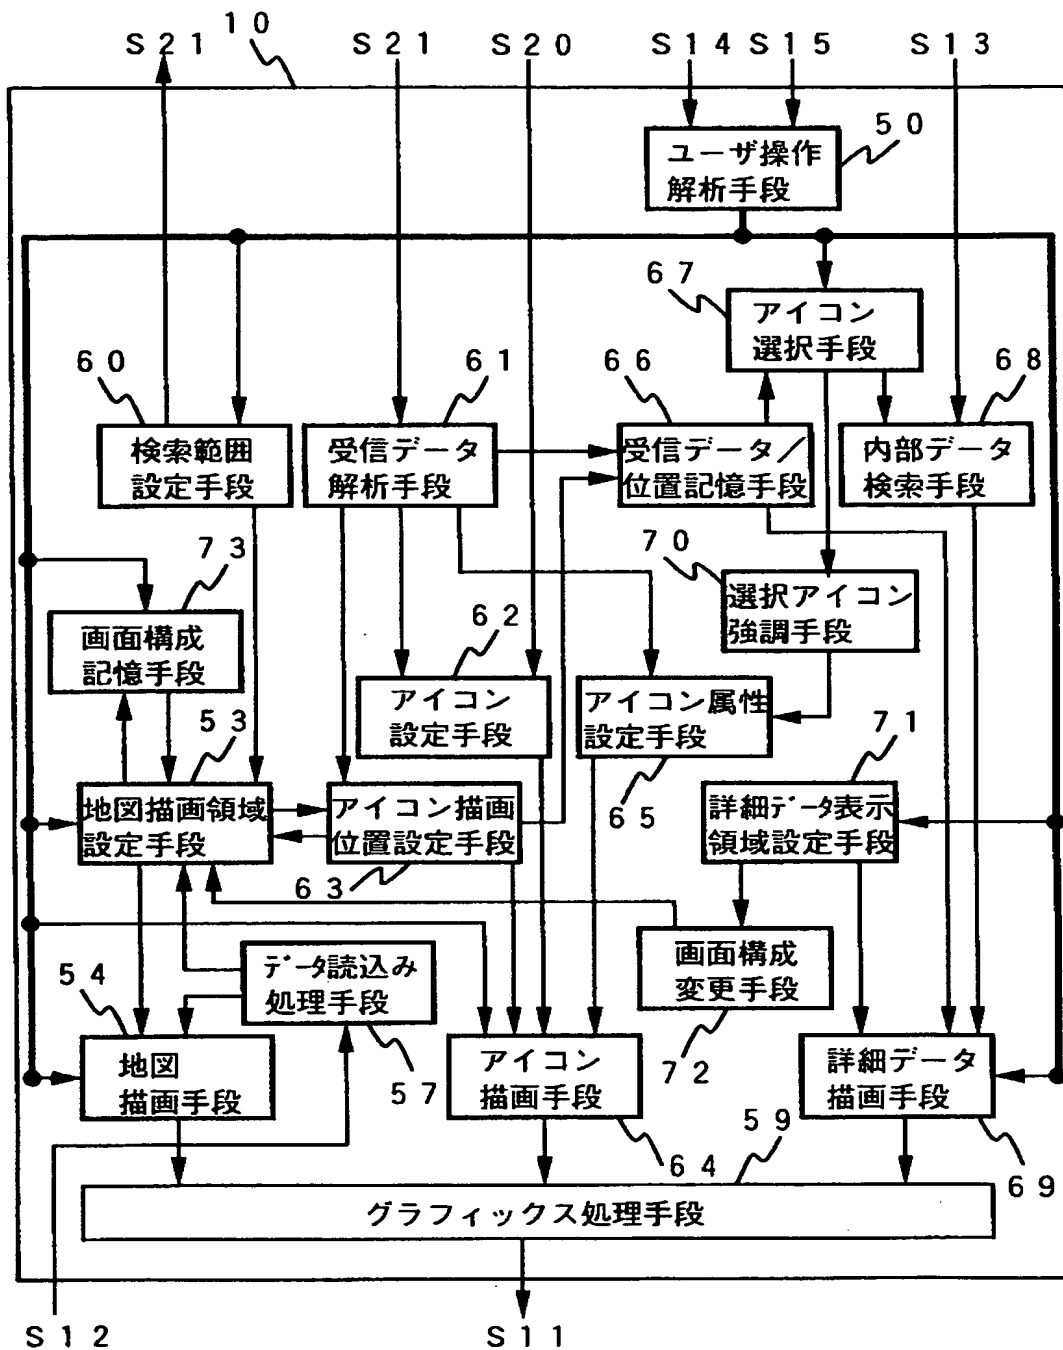 10
S21
S21
S20
S14
S15
S13
50
ユーザ操作
解析手段
67
アイコン
選択手段
60
検索範囲
設定手段
61
受信データ
解析手段
66
受信データ/
位置記憶手段
68
内部データ
検索手段
73
画面構成
記憶手段
62
アイコン
設定手段
70
選択アイコン
強調手段
アイコン属性
設定手段
65
53
地図描画領域
設定手段
アイコン描画
位置設定手段
63
71
詳細データ表示
領域設定手段
データ読込み
処理手段
57
画面構成
変更手段
72
54
地図
描画手段
アイコン
描画手段
64
詳細データ
描画手段
69
59
グラフィックス処理手段
S12
S11